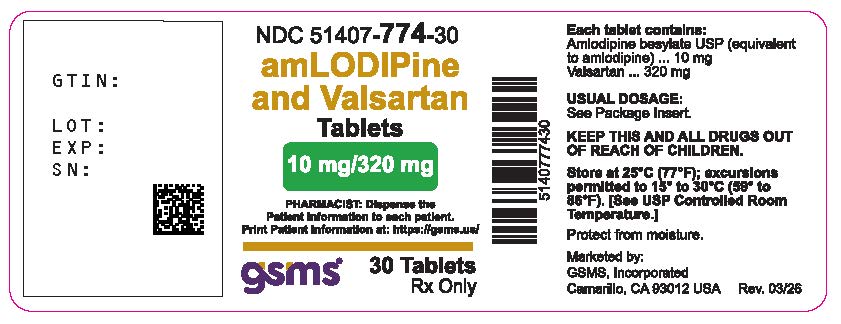 GTIN:
LOT:
EXP:
SN:
NDC 51407-774-30
amLODIPine
and Valsartan
Tablets
10 mg/320 mg
PHARMACIST: Dispense the
Patient Information to each patient.
Print Patient Information at: https://gsms.us/
gsms
30 Tablets
Rx Only
5140777430
Each tablet contains:
Amlodipine besylate USP (equivalent
to amlodipine) ... 10 mg
Valsartan ... 320 mg
USUAL DOSAGE:
See Package Insert.
KEEP THIS AND ALL DRUGS OUT
OF REACH OF CHILDREN.
Store at 25°C (77°F); excursions
permitted to 15° to 30°C (59° to
86°F). [See USP Controlled Room
Temperature.]
Protect from moisture.
Marketed by:
GSMS, Incorporated
Camarillo, CA 93012 USA Rev. 03/26